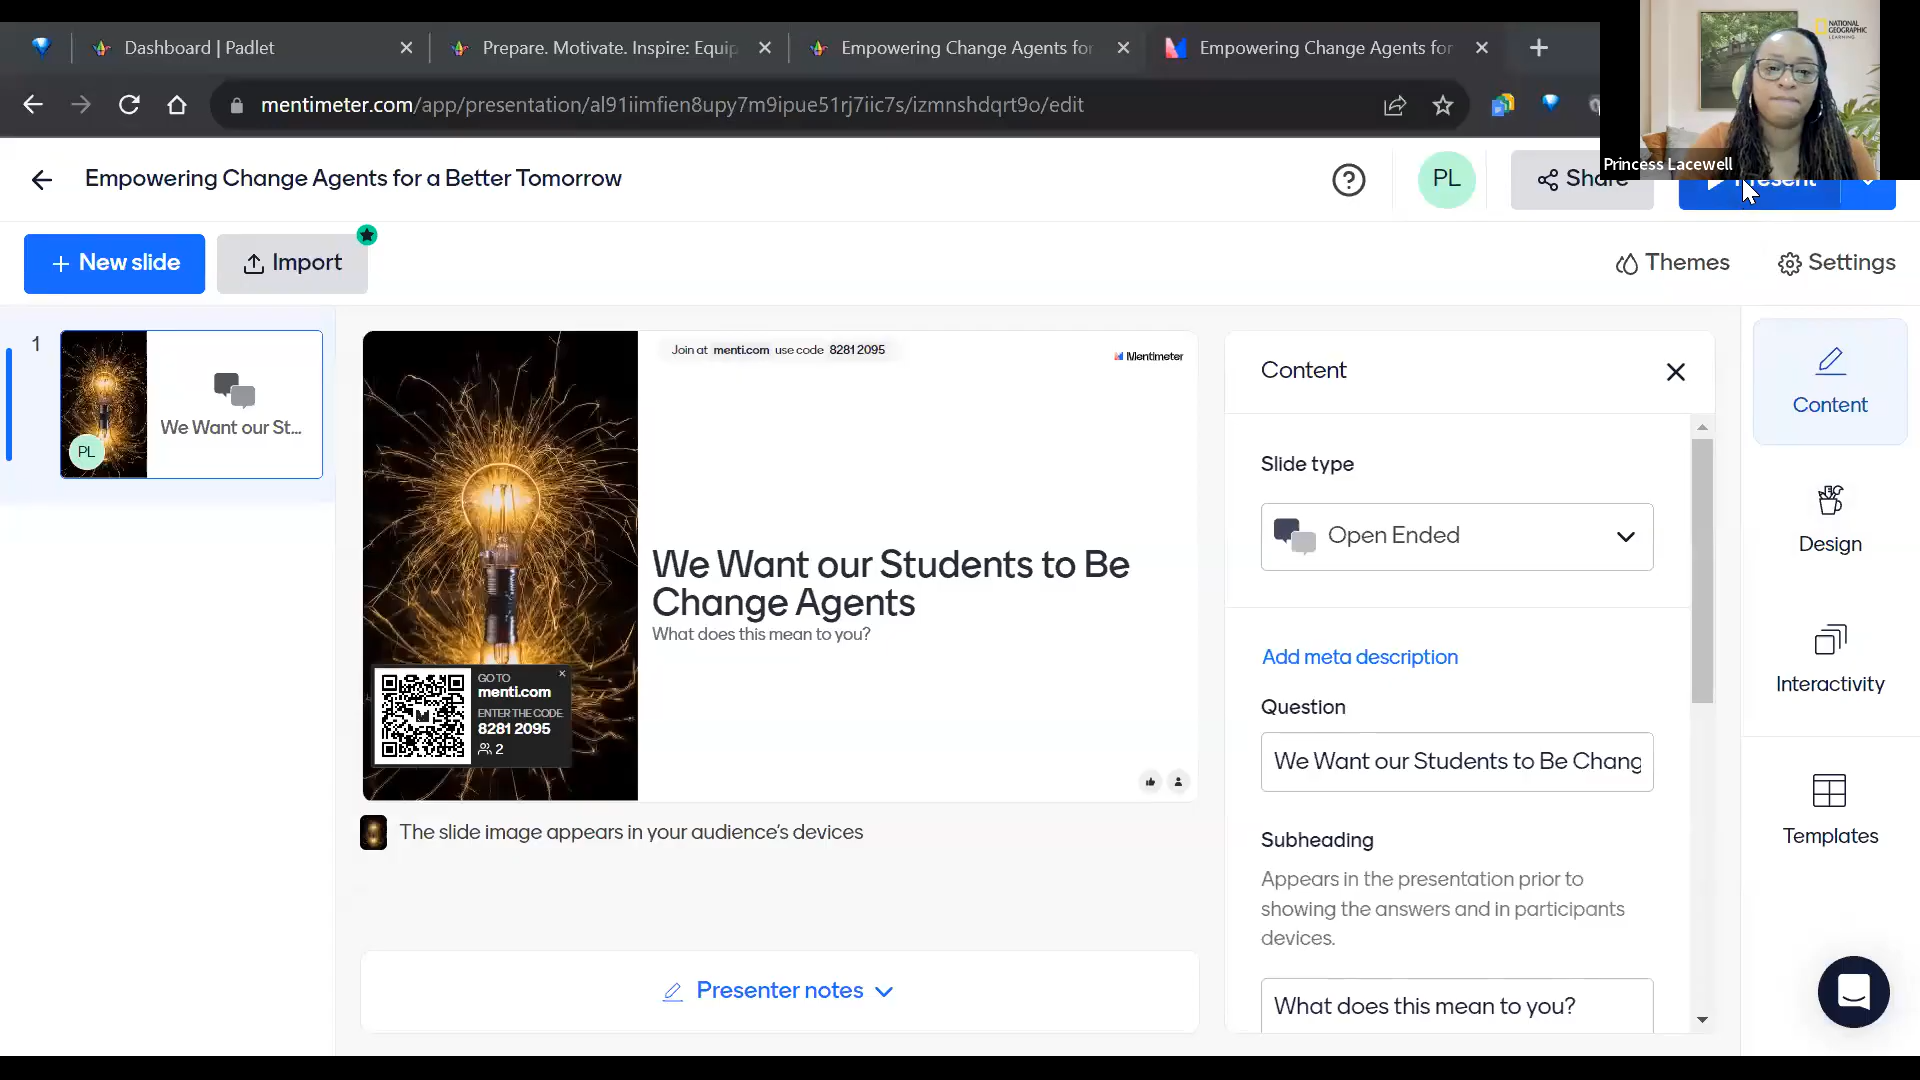 Dashboard | Padlet
Prepare. Motivate. Inspire: Equip
Empowering Change Agents for
Empowering Change Agents for
mentimeter.com/app/presentation/al91iimfien8upy7m9ipue51rj7iic7s/izmnshdqrt9o/edit
NATIONAL
GEOGRAPHIC
LEARNING
Princess Lacewell
Empowering Change Agents for a Better Tomorrow
PL
Share
Present
New slide
Import
Themes
Settings
1
We Want our St...
PL
Join at menti.com use code 8281 2095
Mentimeter
We Want our Students to Be
Change Agents
What does this mean to you?
GO TO
menti.com
ENTER THE CODE
8281 2095
2
The slide image appears in your audience's devices
Presenter notes
Content
Slide type
Open Ended
Add meta description
Question
We Want our Students to Be Chang
Subheading
Appears in the presentation prior to
showing the answers and in participants
devices.
What does this mean to you?
Content
Design
Interactivity
Templates